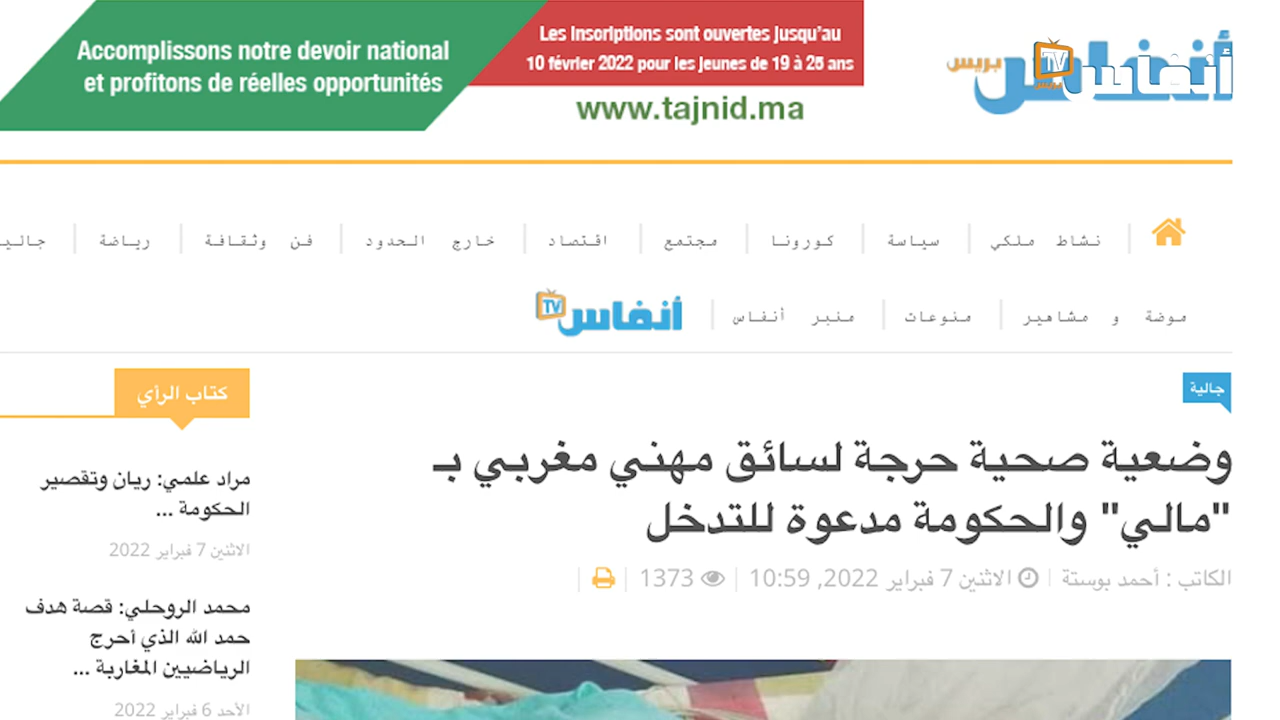 Accomplissons notre devoir national
et profitons de réelles opportunités
Les inscriptions sont ouvertes jusqu'au
10 février 2022 pour les jeunes de 19 à 25 ans
www.tajnid.ma
أنفاس بريس
أنفاس TV بريس
نشاط ملكي
سياسة
كورونا
مجتمع
اقتصاد
خارج الحدود
فن وثقافة
رياضة
موضة و مشاهير
منوعات
منبر أنفاس
أنفاس TV
جالية
وضعية صحية حرجة لسائق مهني مغربي بـ
"مالي" والحكومة مدعوة للتدخل
الكاتب : أحمد بوستة
الاثنين 7 فبراير 2022, 10:59
1373
كتاب الرأي
مراد علمي: ريان وتقصير
الحكومة ...
الاثنين 7 فبراير 2022
محمد الروحلي: قصة هدف
حمد الله الذي أحرج
الرياضيين المغاربة ...
الأحد 6 فبراير 2022